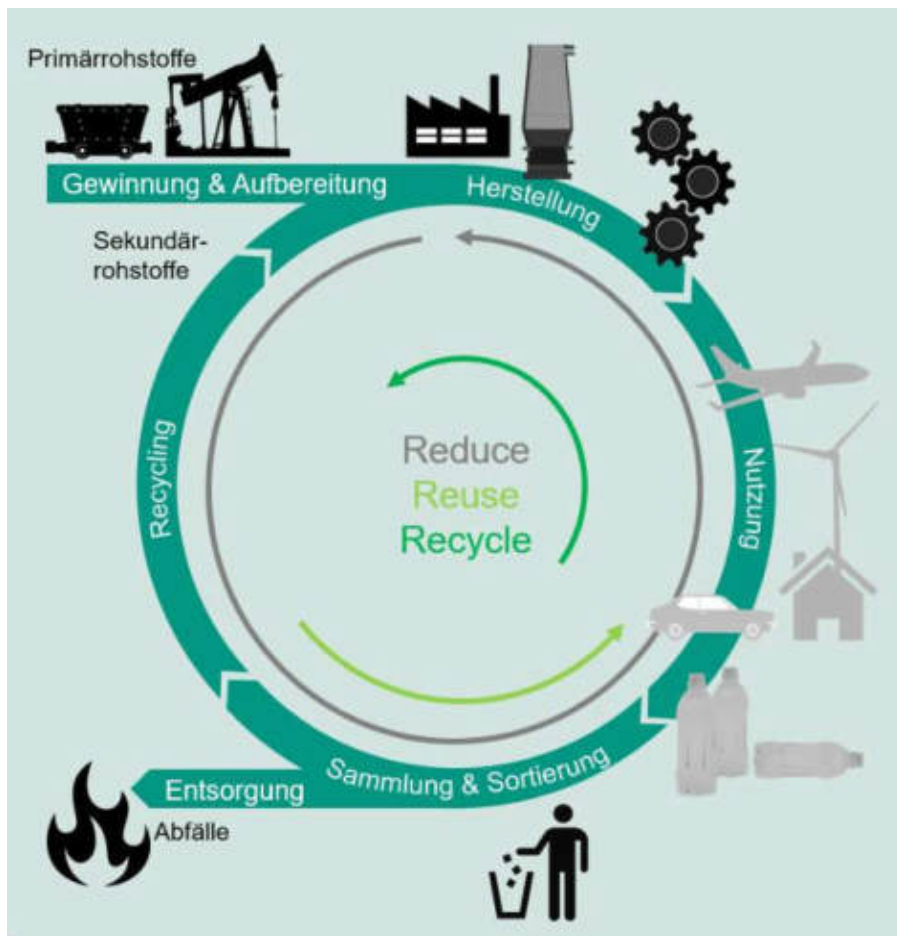 Primärrohstoffe
Gewinnung & Aufbereitung
Herstellung
Sekundär-
rohstoffe
Recycling
Reduce
Reuse
Recycle
Nutzung
Sammlung & Sortierung
Entsorgung
Abfälle